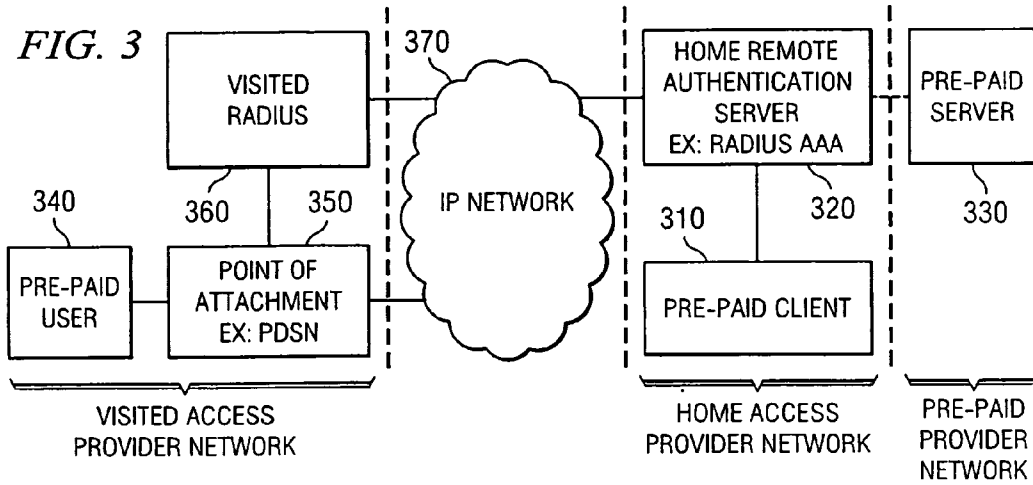 FIG. 3
370
VISITED
RADIUS
HOME REMOTE
AUTHENTICATION
SERVER
EX: RADIUS AAA
PRE-PAID
SERVER
340
360
350
IP NETWORK
310
320
330
PRE-PAID
USER
POINT OF
ATTACHMENT
EX: PDSN
PRE-PAID CLIENT
VISITED ACCESS
PROVIDER NETWORK
HOME ACCESS
PROVIDER NETWORK
PRE-PAID
PROVIDER
NETWORK